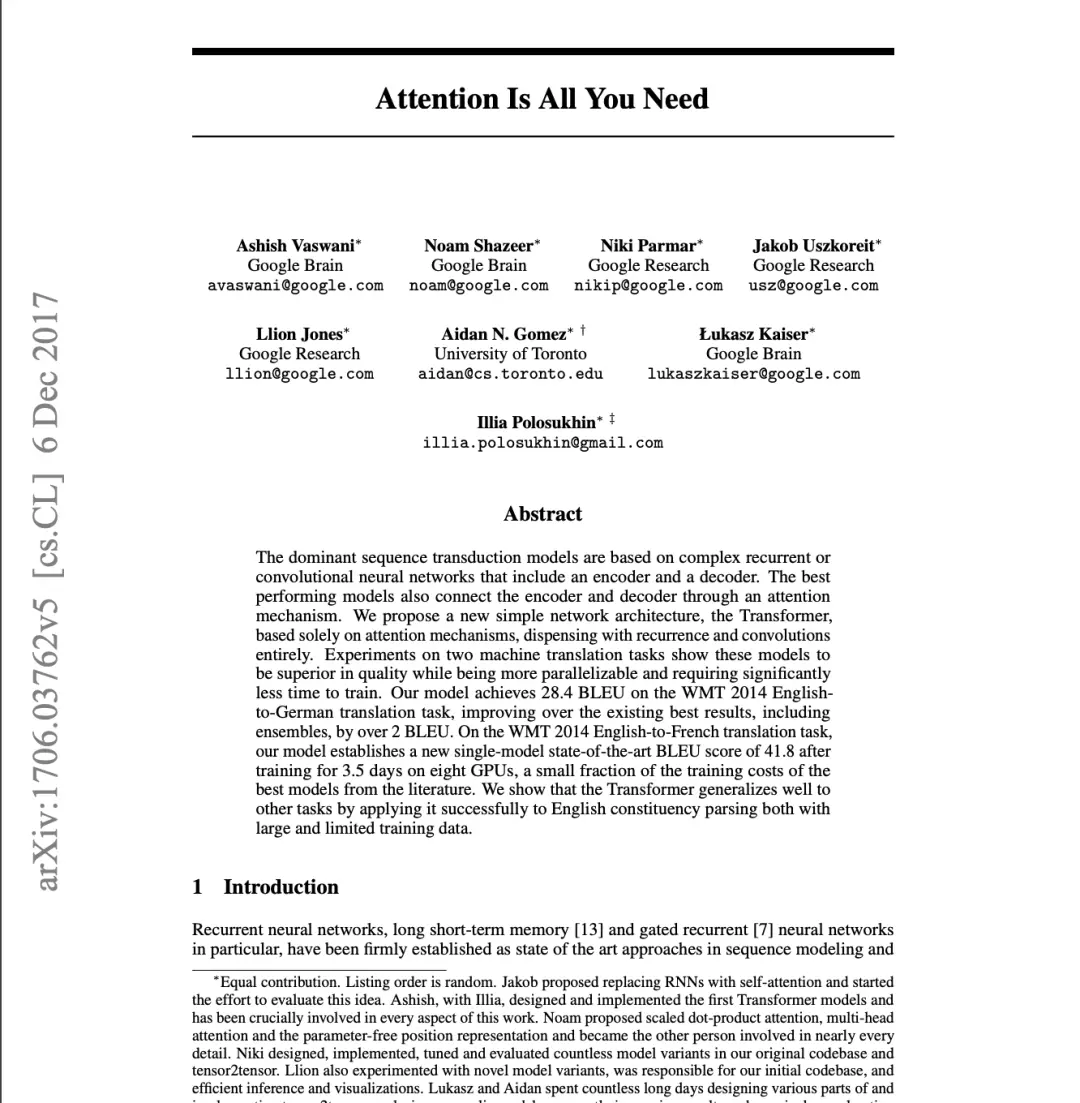 arXiv:1706.03762v5 [cs.CL] 6 Dec 2017
Attention Is All You Need
Ashish Vaswani* Noam Shazeer* Niki Parmar* Jakob Uszkoreit*
Google Brain Google Brain Google Research Google Research
avaswani@google.com noam@google.com nikip@google.com usz@google.com
Llion Jones* Aidan N. Gomez* † Łukasz Kaiser*
Google Research University of Toronto Google Brain
llion@google.com aidan@cs.toronto.edu lukaszkaiser@google.com
Illia Polosukhin* ‡
illia.polosukhin@gmail.com
Abstract
The dominant sequence transduction models are based on complex recurrent or
convolutional neural networks that include an encoder and a decoder. The best
performing models also connect the encoder and decoder through an attention
mechanism. We propose a new simple network architecture, the Transformer,
based solely on attention mechanisms, dispensing with recurrence and convolutions
entirely. Experiments on two machine translation tasks show these models to
be superior in quality while being more parallelizable and requiring significantly
less time to train. Our model achieves 28.4 BLEU on the WMT 2014 English-
to-German translation task, improving over the existing best results, including
ensembles, by over 2 BLEU. On the WMT 2014 English-to-French translation task,
our model establishes a new single-model state-of-the-art BLEU score of 41.8 after
training for 3.5 days on eight GPUs, a small fraction of the training costs of the
best models from the literature. We show that the Transformer generalizes well to
other tasks by applying it successfully to English constituency parsing both with
large and limited training data.
1 Introduction
Recurrent neural networks, long short-term memory [13] and gated recurrent [7] neural networks
in particular, have been firmly established as state of the art approaches in sequence modeling and
*Equal contribution. Listing order is random. Jakob proposed replacing RNNs with self-attention and started
the effort to evaluate this idea. Ashish, with Illia, designed and implemented the first Transformer models and
has been crucially involved in every aspect of this work. Noam proposed scaled dot-product attention, multi-head
attention and the parameter-free position representation and became the other person involved in nearly every
detail. Niki designed, implemented, tuned and evaluated countless model variants in our original codebase and
tensor2tensor. Llion also experimented with novel model variants, was responsible for our initial codebase, and
efficient inference and visualizations. Lukasz and Aidan spent countless long days designing various parts of and